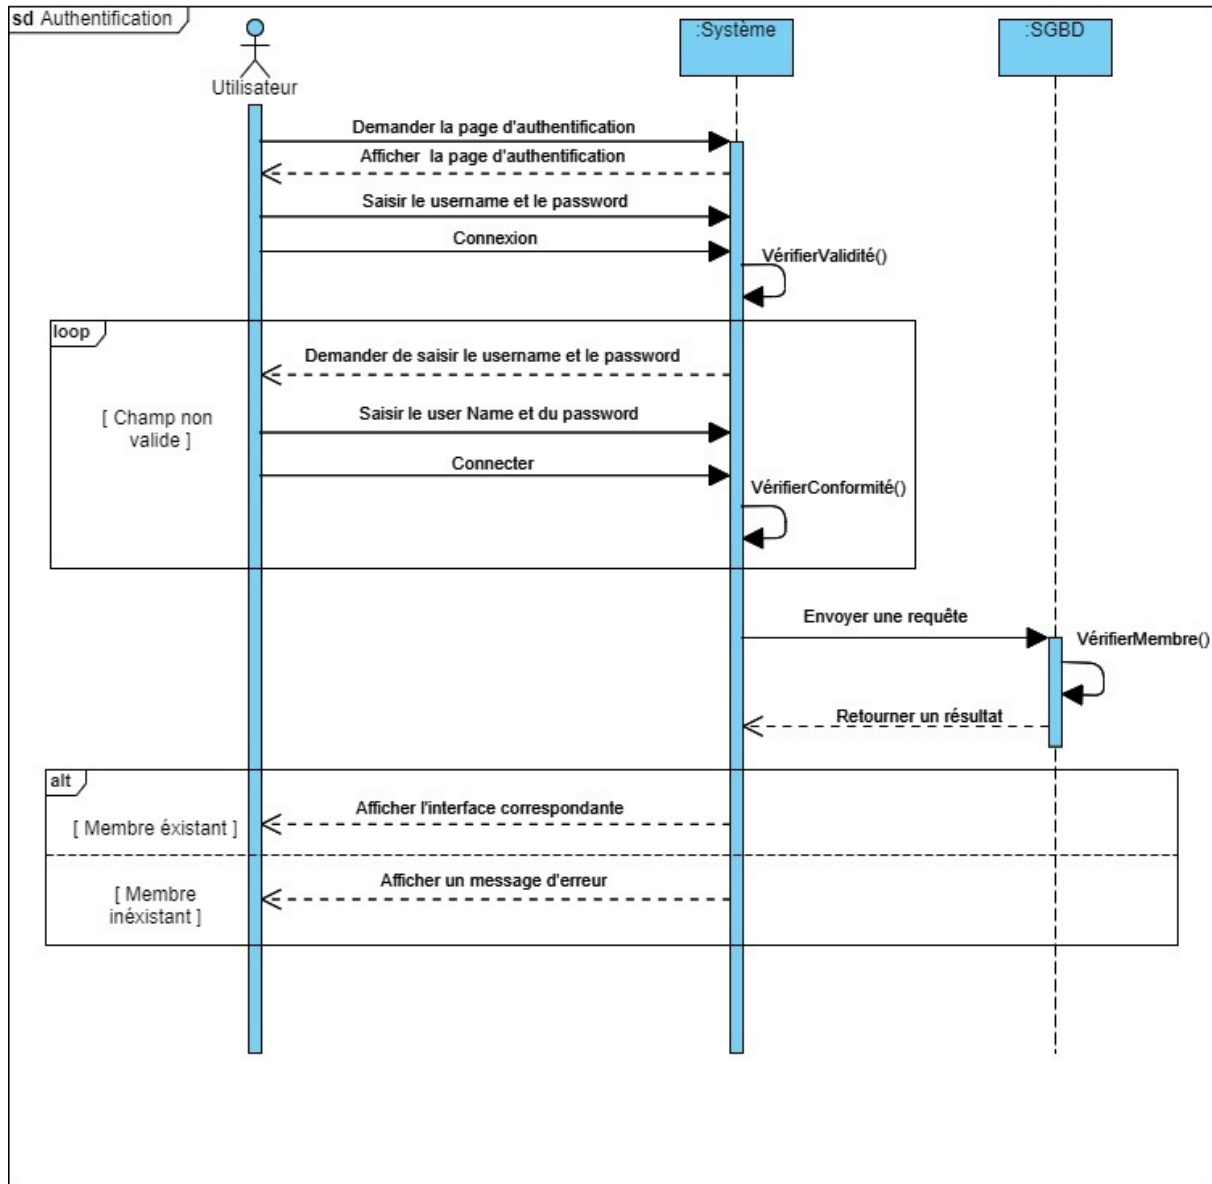 sd Authentification
:Système
:SGBD
Utilisateur
Demander la page d'authentification
Afficher la page d'authentification
Saisir le username et le password
Connexion
VérifierValidité()
loop
Demander de saisir le username et le password
[ Champ non
valide ]
Saisir le user Name et du password
Connecter
VérifierConformité()
Envoyer une requête
VérifierMembre()
Retourner un résultat
alt
Afficher l'interface correspondante
[ Membre éxistant ]
Afficher un message d'erreur
[ Membre
inéxistant ]